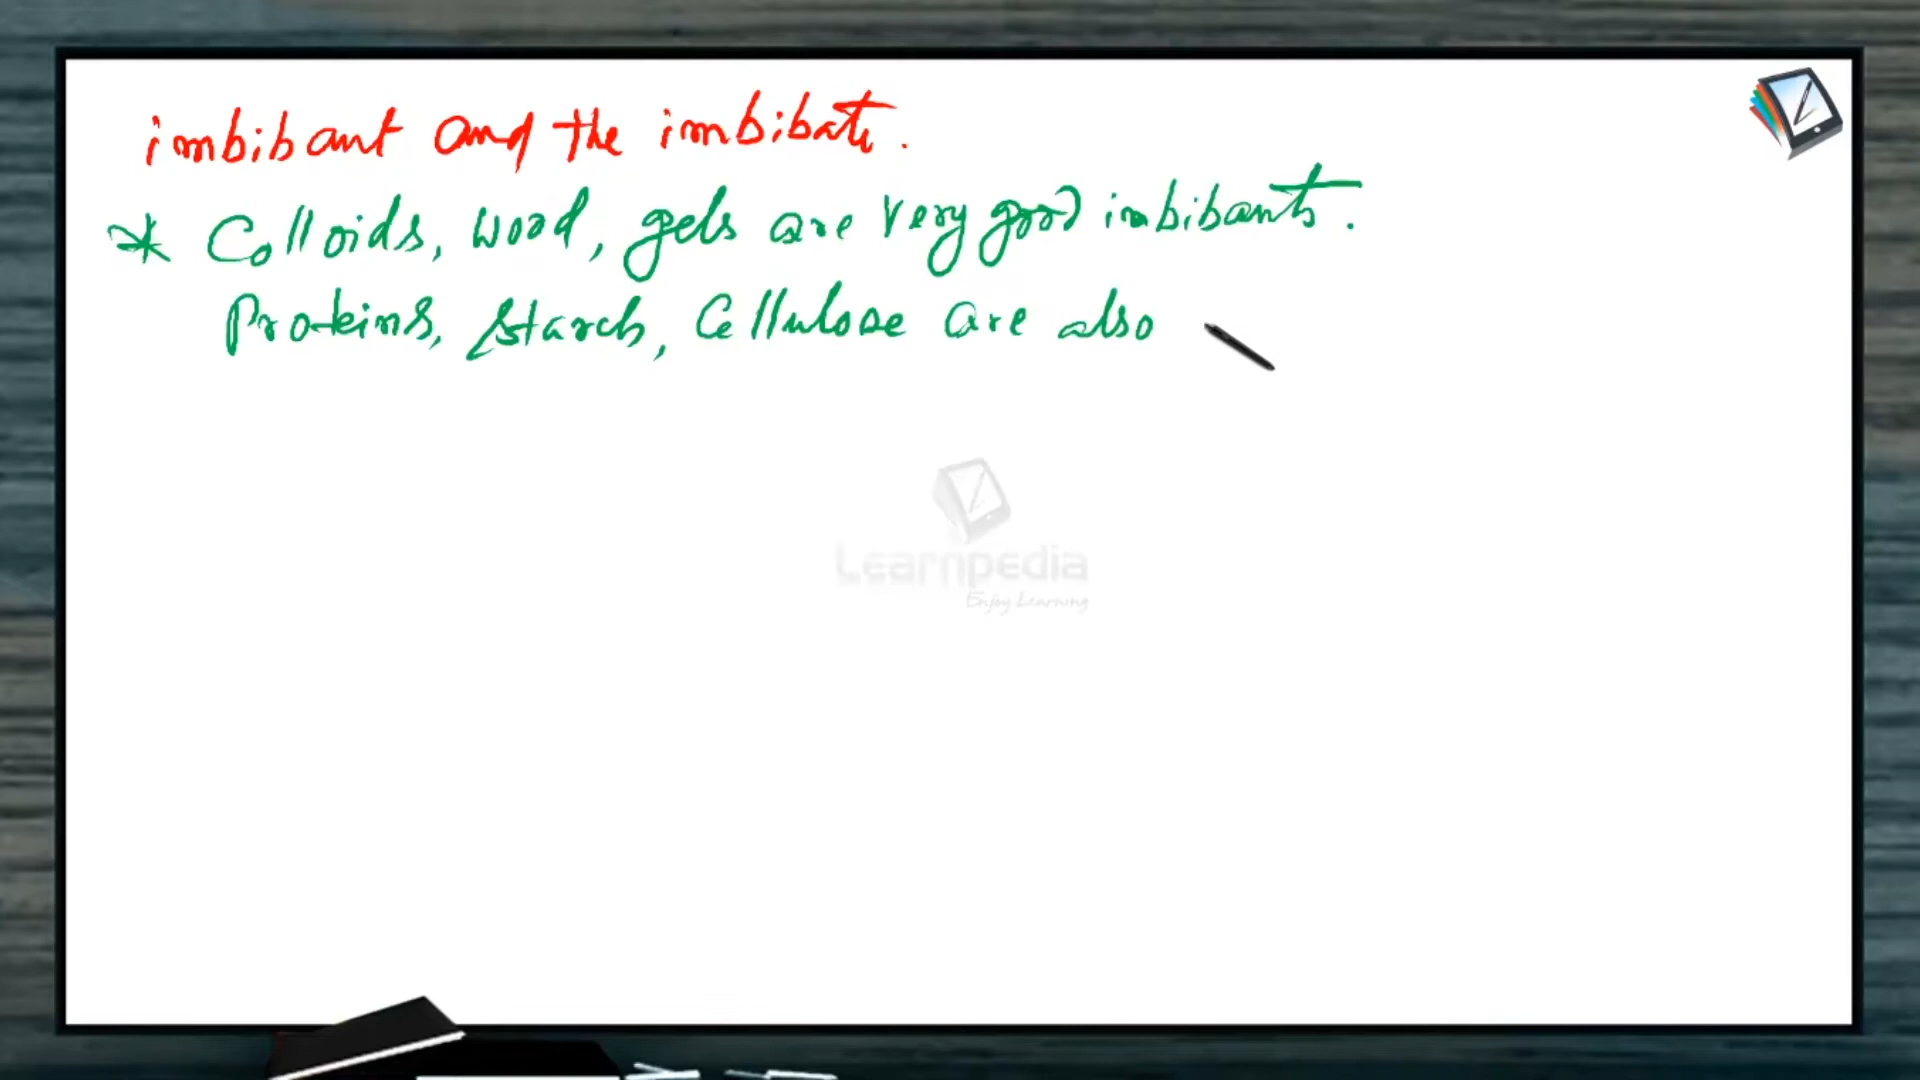 imbibant and the imbibate.
* Colloids, wood, gels are very good imbibants.
Proteins, starch, Cellulose are also
Learnpedia
Enjoy Learning